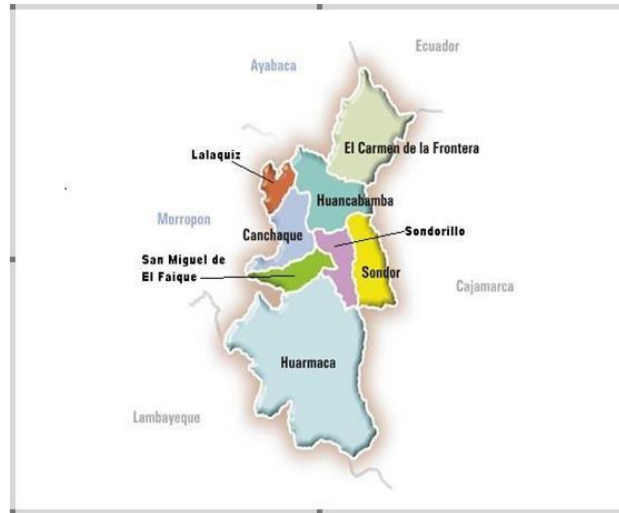 Ecuador
Ayabaca
El Carmen de la Frontera
Lalaquiz
Huancabamba
Morropon
Canchaque
Sondorillo
San Miguel de
El Faique
Sondor
Cajamarca
Huarmaca
Lambayeque